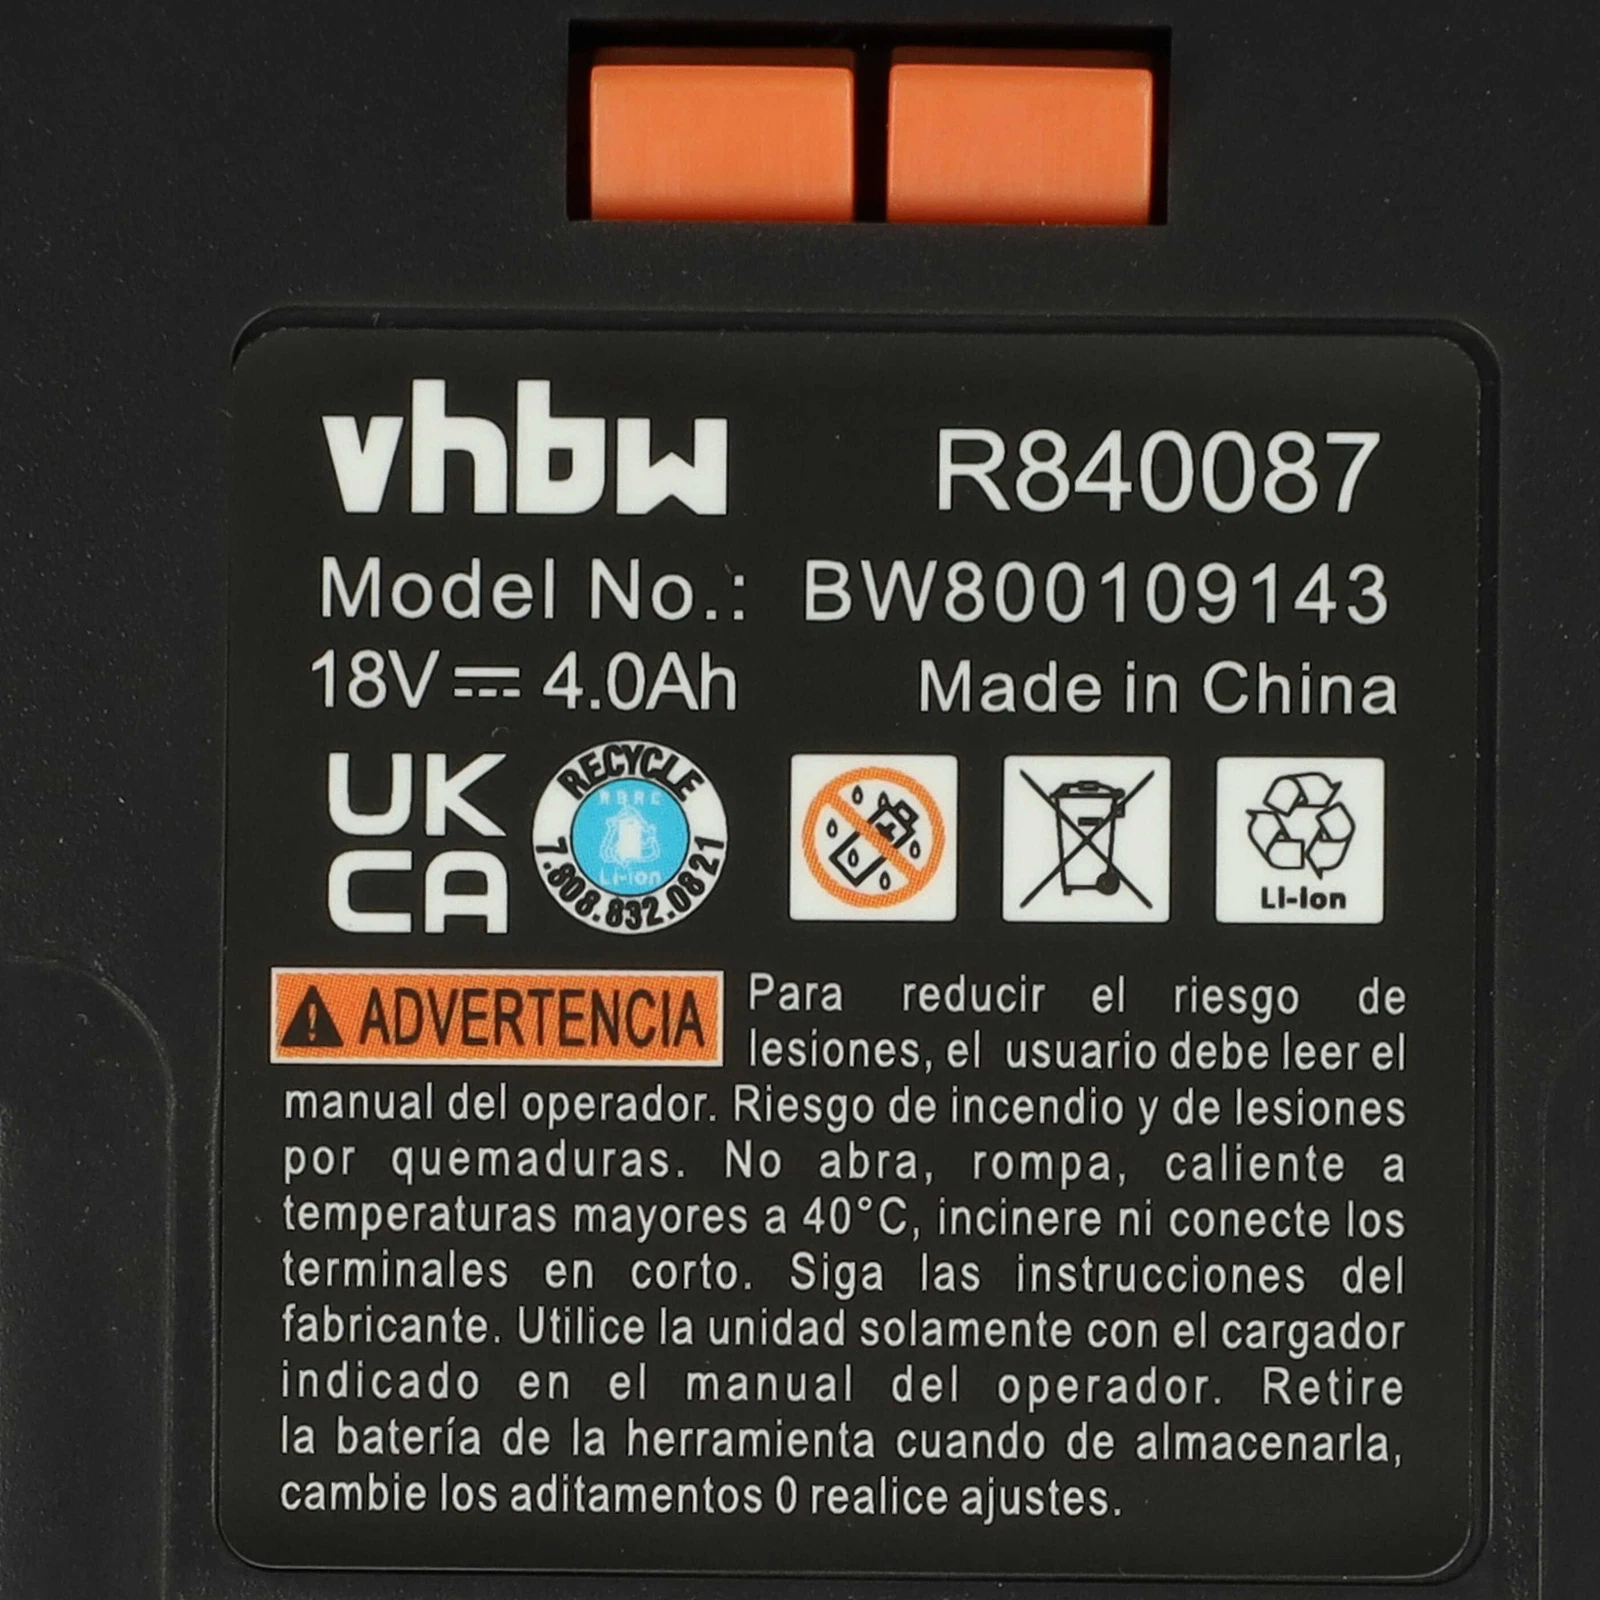 vhbw R840087
Model No.: BW800109143
18V 4.0Ah Made in China
UK
CA
RECYCLE
RBRC
Li-ion
7.808.832.0821
Li-Ion
ADVERTENCIA Para reducir el riesgo de
lesiones, el usuario debe leer el
manual del operador. Riesgo de incendio y de lesiones
por quemaduras. No abra, rompa, caliente a
temperaturas mayores a 40°C, incinere ni conecte los
terminales en corto. Siga las instrucciones del
fabricante. Utilice la unidad solamente con el cargador
indicado en el manual del operador. Retire
la batería de la herramienta cuando de almacenarla,
cambie los aditamentos 0 realice ajustes.